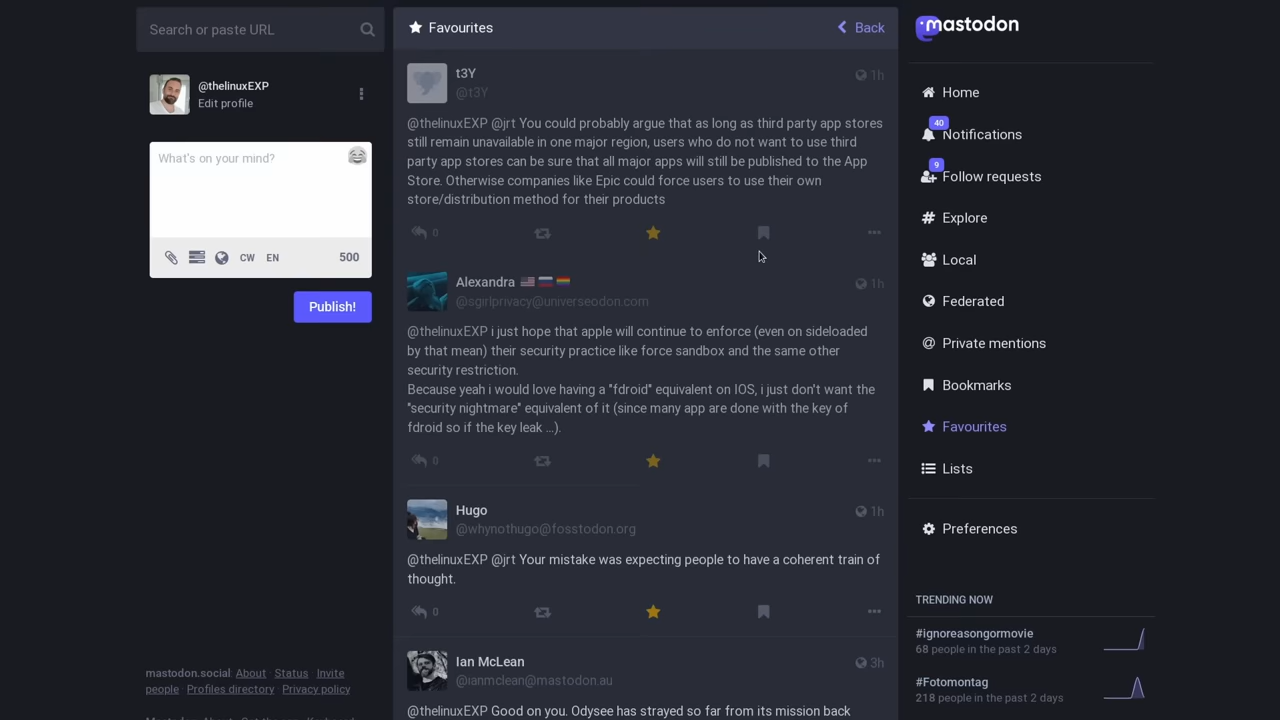 Search or paste URL
@thelinuxEXP
Edit profile
What's on your mind?
CW EN 500
Publish!
mastodon.social: About · Status · Invite
people · Profiles directory · Privacy policy
Favourites
Back
t3Y
1h
@t3Y
@thelinuxEXP @jrt You could probably argue that as long as third party app stores
still remain unavailable in one major region, users who do not want to use third
party app stores can be sure that all major apps will still be published to the App
Store. Otherwise companies like Epic could force users to use their own
store/distribution method for their products
0
Alexandra
1h
@sgirlprivacy@universeodon.com
@thelinuxEXP i just hope that apple will continue to enforce (even on sideloaded
by that mean) their security practice like force sandbox and the same other
security restriction.
Because yeah i would love having a "fdroid" equivalent on IOS, i just don't want the
"security nightmare" equivalent of it (since many app are done with the key of
fdroid so if the key leak ...).
0
Hugo
1h
@whynothugo@fosstodon.org
@thelinuxEXP @jrt Your mistake was expecting people to have a coherent train of
thought.
0
Ian McLean
3h
@ianmclean@mastodon.au
@thelinuxEXP Good on you. Odysee has strayed so far from its mission back
mastodon
Home
40
Notifications
9
Follow requests
Explore
Local
Federated
Private mentions
Bookmarks
Favourites
Lists
Preferences
TRENDING NOW
#ignoreasongormovie
68 people in the past 2 days
#Fotomontag
218 people in the past 2 days